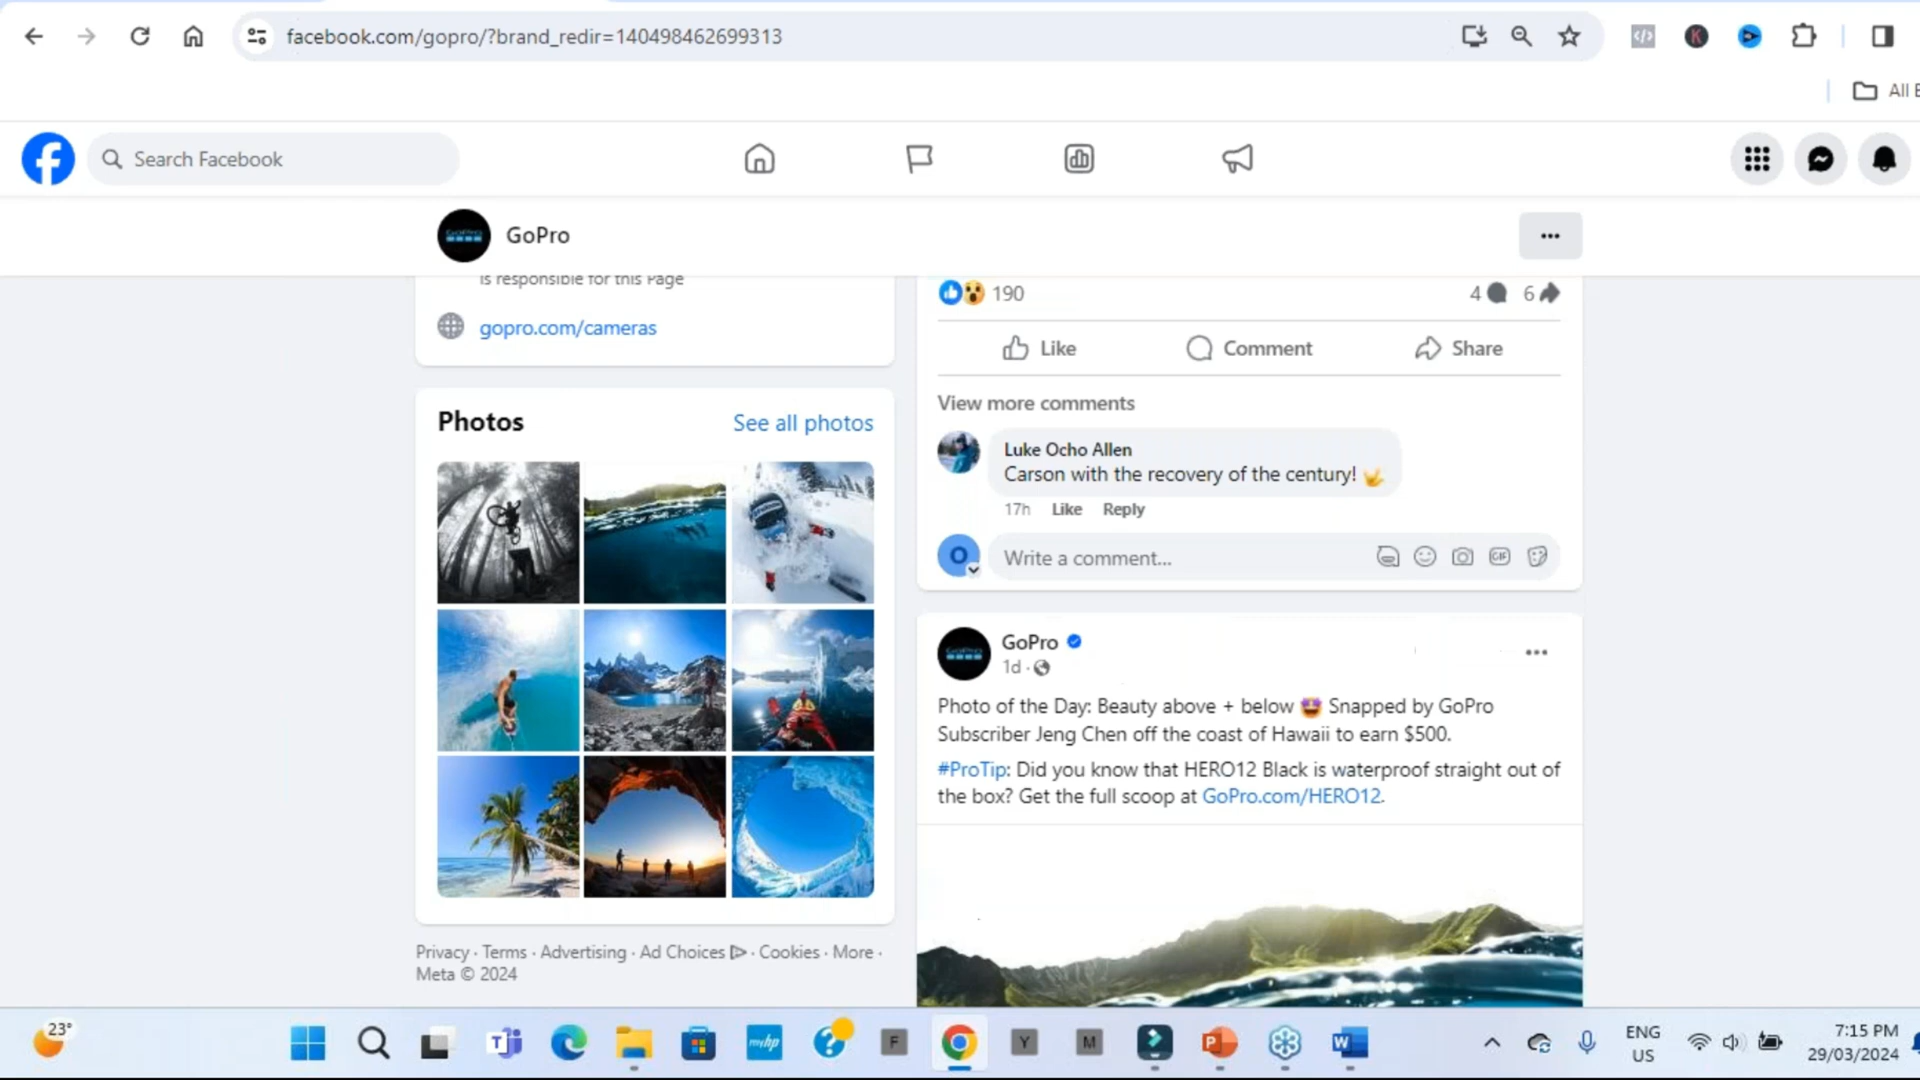 facebook.com/gopro/?brand_redir=140498462699313
All
Search Facebook
GoPro
is responsible for this Page
gopro.com/cameras
Photos
See all photos
190
4
6
Like
Comment
Share
View more comments
Luke Ocho Allen
Carson with the recovery of the century!
17h Like Reply
O
Write a comment...
GIF
GoPro
1d ·
Photo of the Day: Beauty above + below 🤩 Snapped by GoPro
Subscriber Jeng Chen off the coast of Hawaii to earn $500.
#ProTip: Did you know that HERO12 Black is waterproof straight out of
the box? Get the full scoop at GoPro.com/HERO12.
Privacy · Terms · Advertising · Ad Choices · Cookies · More ·
Meta © 2024
23°
myhp
F
Y
M
P
W
ENG
US
7:15 PM
29/03/2024